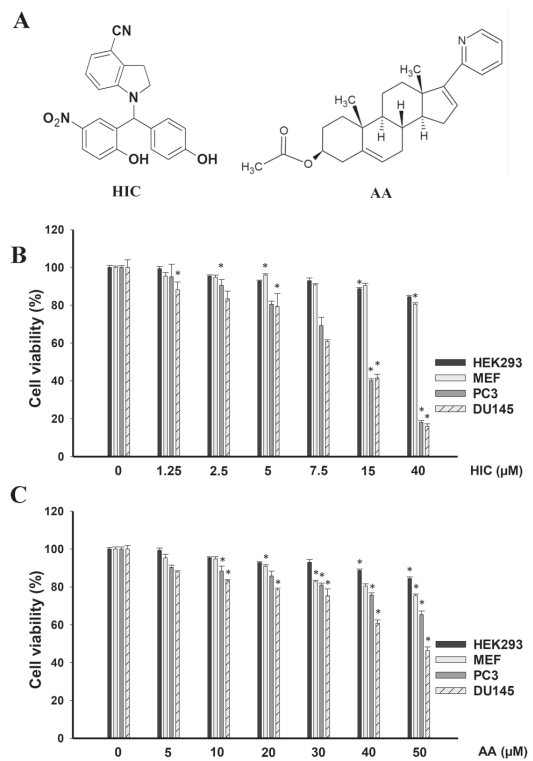 A
CN
N
O₂N
OH
OH
HIC
N
H₃C
H₃C
H
H
H
O
H₃C
O
AA
B
Cell viability (%)
120
100
80
60
40
20
0
* * * * * * * * * *
HEK293
MEF
PC3
DU145
0 1.25 2.5 5 7.5 15 40 HIC (μM)
C
Cell viability (%)
0
20
40
60
80
100
120
* * * * * * * * * * * * * *
HEK293
MEF
PC3
DU145
0 5 10 20 30 40 50 AA (μM)